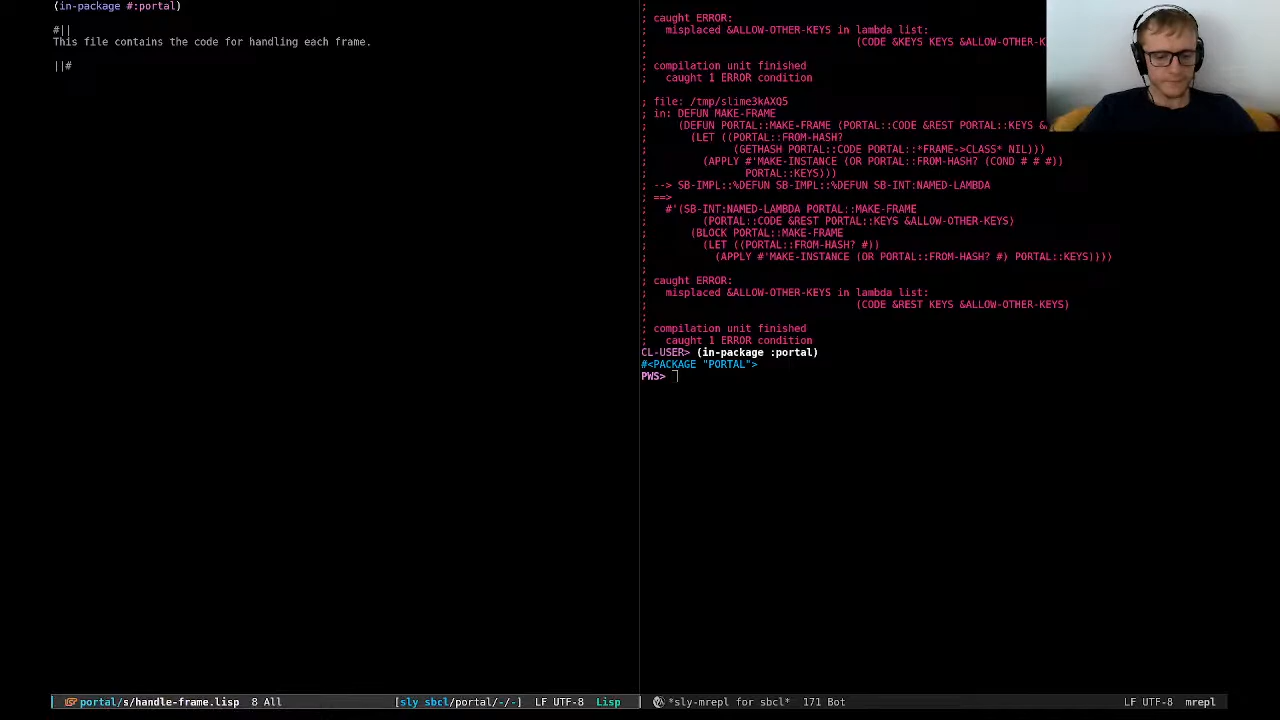 (in-package #:portal)
#||
This file contains the code for handling each frame.
||#
portal/s/handle-frame.lisp 8 All [sly sbcl/portal/-/-] LF UTF-8 Lisp
;
; caught ERROR:
;   misplaced &ALLOW-OTHER-KEYS in lambda list:
;                                  (CODE &KEYS KEYS &ALLOW-OTHER-K
;
; compilation unit finished
;   caught 1 ERROR condition
; file: /tmp/slime3kAXQ5
; in: DEFUN MAKE-FRAME
;     (DEFUN PORTAL::MAKE-FRAME (PORTAL::CODE &REST PORTAL::KEYS &
;       (LET ((PORTAL::FROM-HASH?
;              (GETHASH PORTAL::CODE PORTAL::*FRAME->CLASS* NIL)))
;         (APPLY #'MAKE-INSTANCE (OR PORTAL::FROM-HASH? (COND # # #))
;                PORTAL::KEYS)))
; --> SB-IMPL::%DEFUN SB-IMPL::%DEFUN SB-INT:NAMED-LAMBDA
; ==>
;   #'(SB-INT:NAMED-LAMBDA PORTAL::MAKE-FRAME
;         (PORTAL::CODE &REST PORTAL::KEYS &ALLOW-OTHER-KEYS)
;       (BLOCK PORTAL::MAKE-FRAME
;         (LET ((PORTAL::FROM-HASH? #))
;           (APPLY #'MAKE-INSTANCE (OR PORTAL::FROM-HASH? #) PORTAL::KEYS))))
;
; caught ERROR:
;   misplaced &ALLOW-OTHER-KEYS in lambda list:
;                                  (CODE &REST KEYS &ALLOW-OTHER-KEYS)
;
; compilation unit finished
;   caught 1 ERROR condition
CL-USER> (in-package :portal)
#<PACKAGE "PORTAL">
PWS>
*sly-mrepl for sbcl* 171 Bot LF UTF-8 mrepl